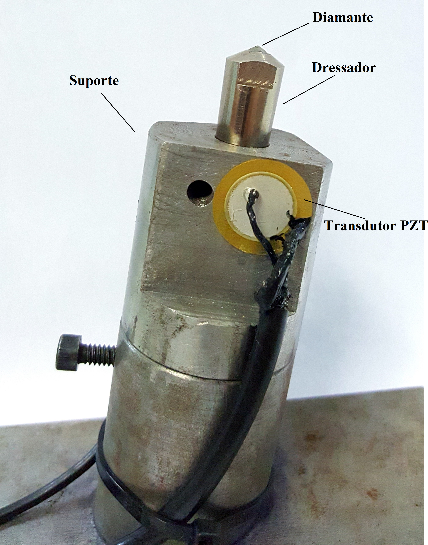 Diamante
Dressador
Suporte
Transdutor PZT